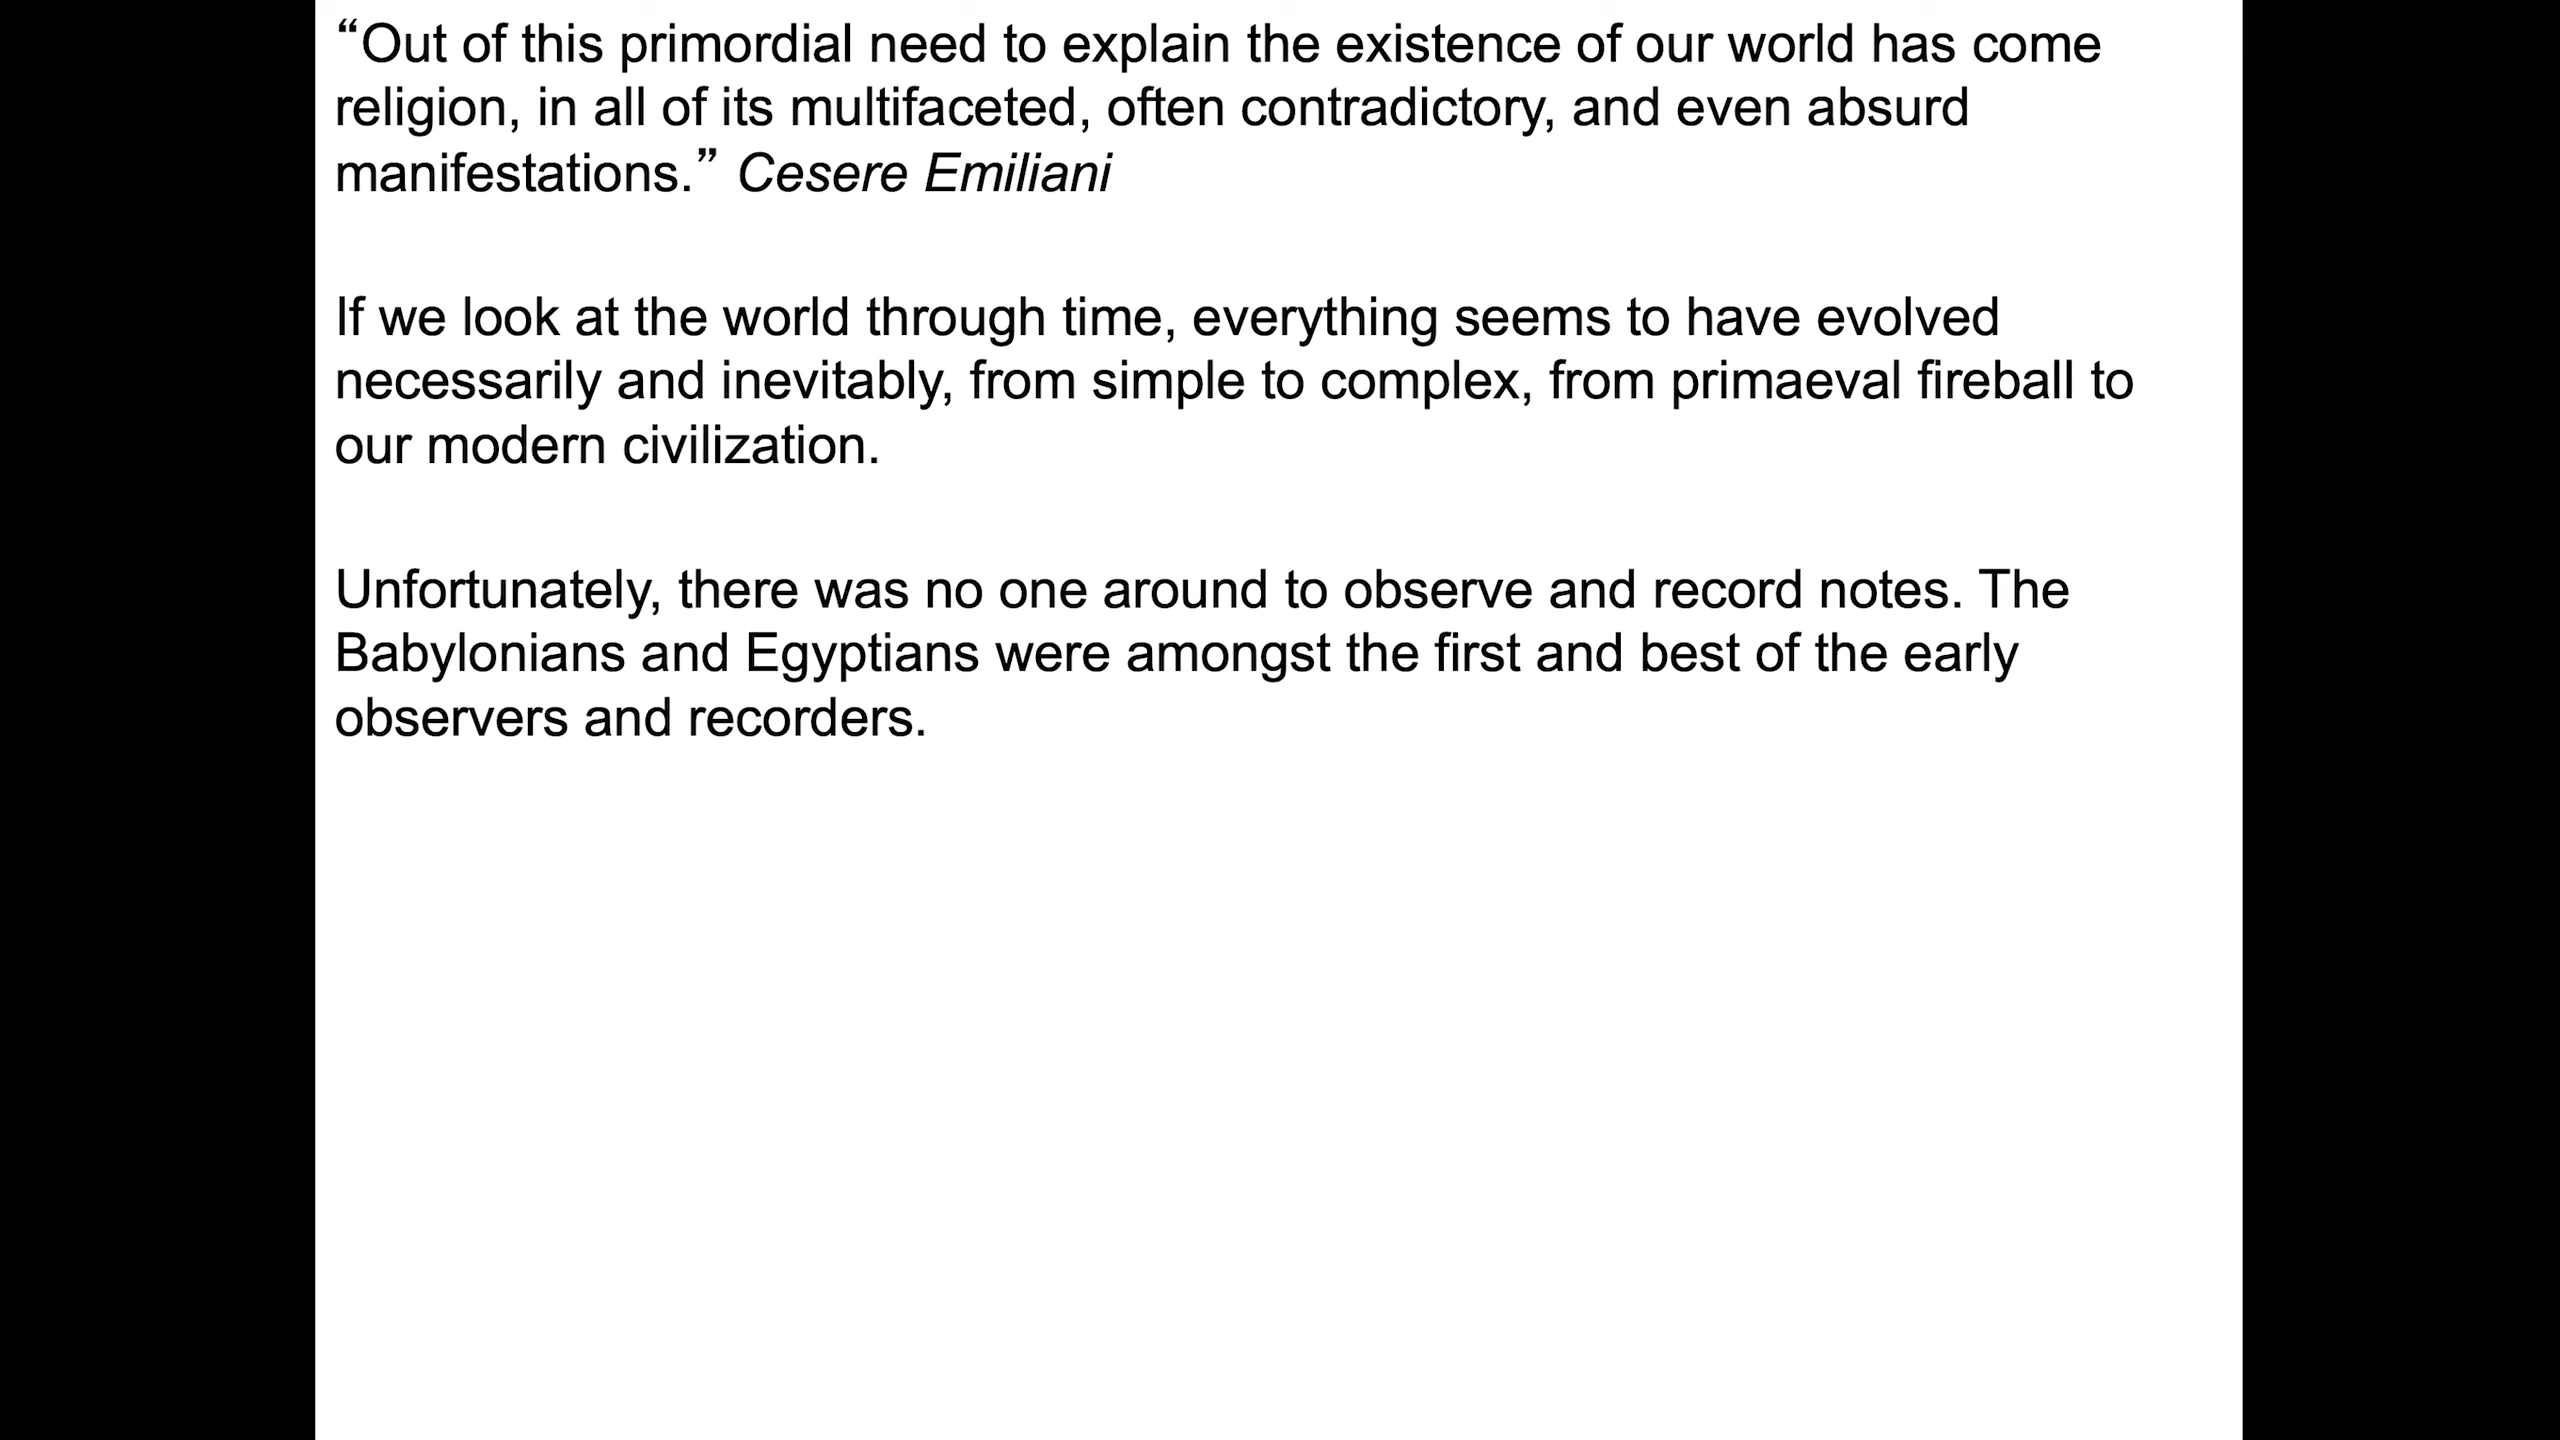 “Out of this primordial need to explain the existence of our world has come
religion, in all of its multifaceted, often contradictory, and even absurd
manifestations.” Cesere Emiliani
If we look at the world through time, everything seems to have evolved
necessarily and inevitably, from simple to complex, from primaeval fireball to
our modern civilization.
Unfortunately, there was no one around to observe and record notes. The
Babylonians and Egyptians were amongst the first and best of the early
observers and recorders.